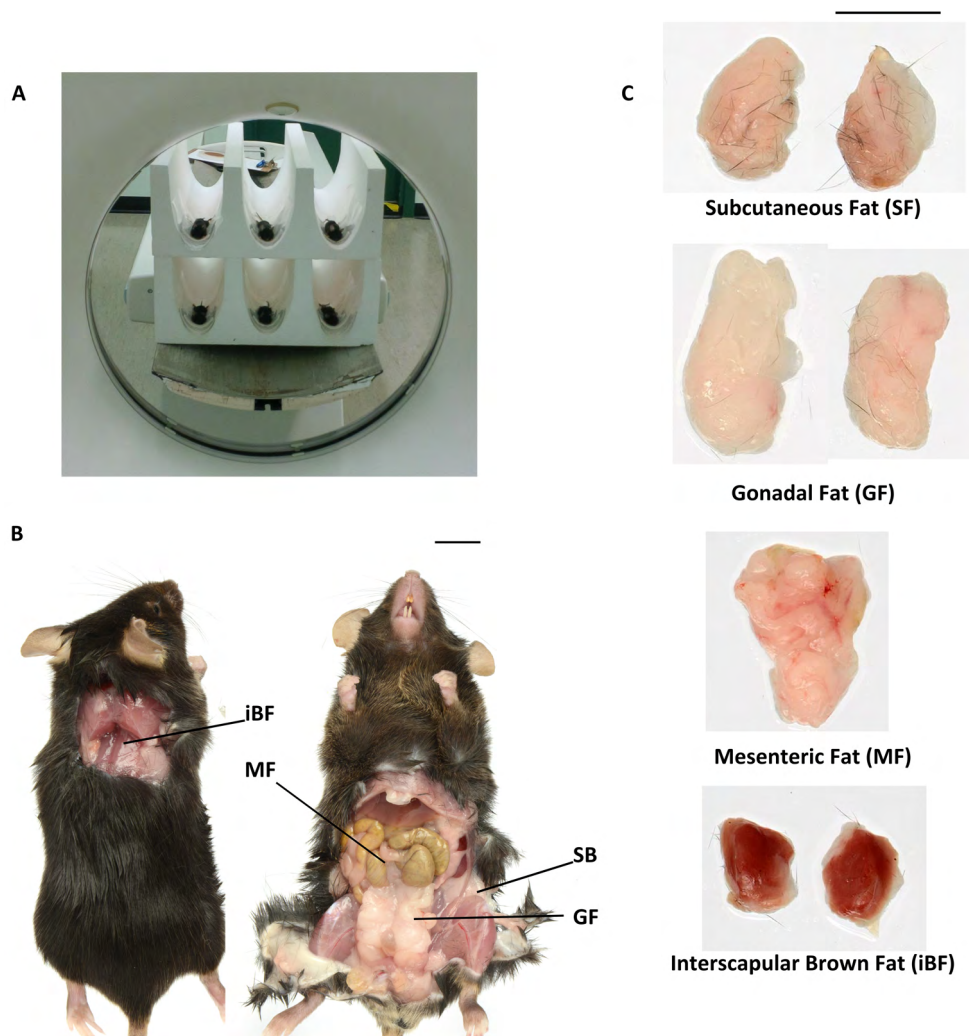 A
B
iBF
MF
SB
GF
C
Subcutaneous Fat (SF)
Gonadal Fat (GF)
Mesenteric Fat (MF)
Interscapular Brown Fat (iBF)